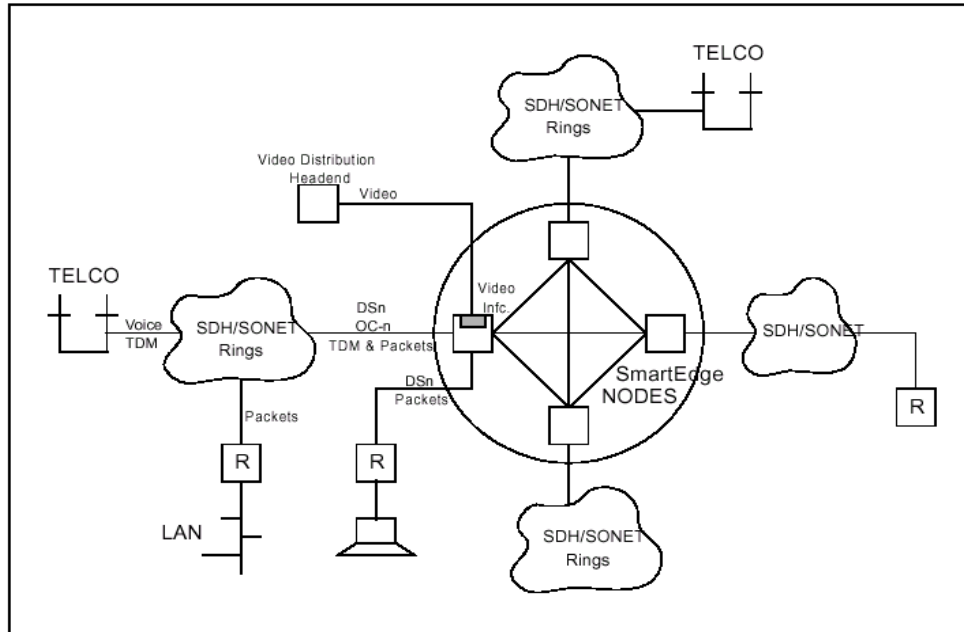 TELCO
SDH/SONET
Rings
Video Distribution
Headend
Video
TELCO
Voice
TDM
SDH/SONET
Rings
DSn
OC-n
TDM & Packets
Video
Infc.
SDH/SONET
SmartEdge
NODES
DSn
Packets
Packets
R
R
R
LAN
SDH/SONET
Rings